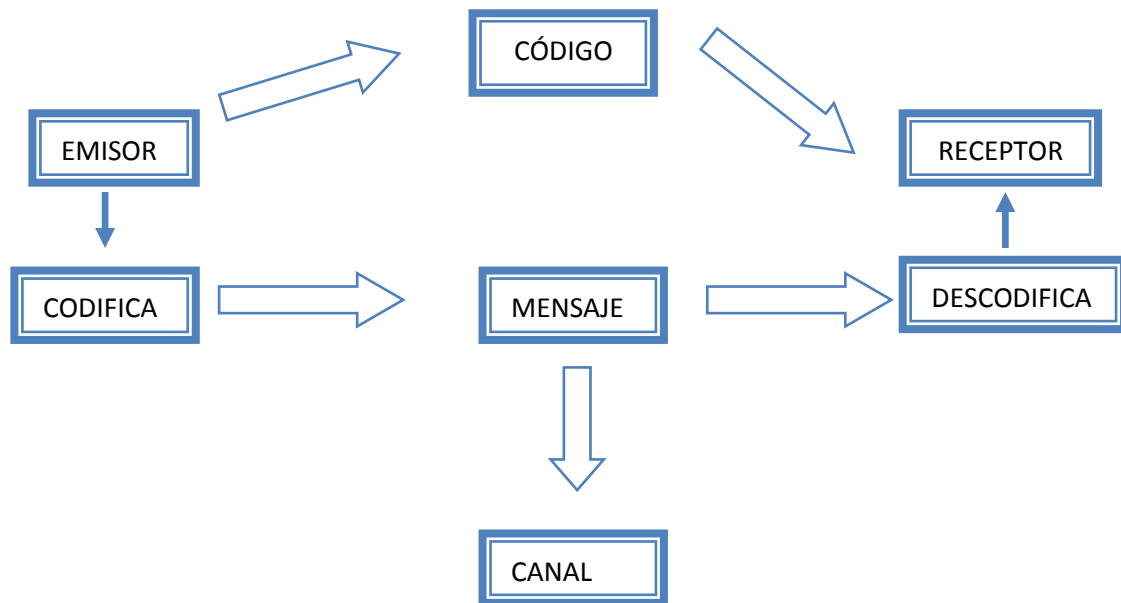 CÓDIGO
EMISOR
RECEPTOR
CODIFICA
MENSAJE
DESCODIFICA
CANAL